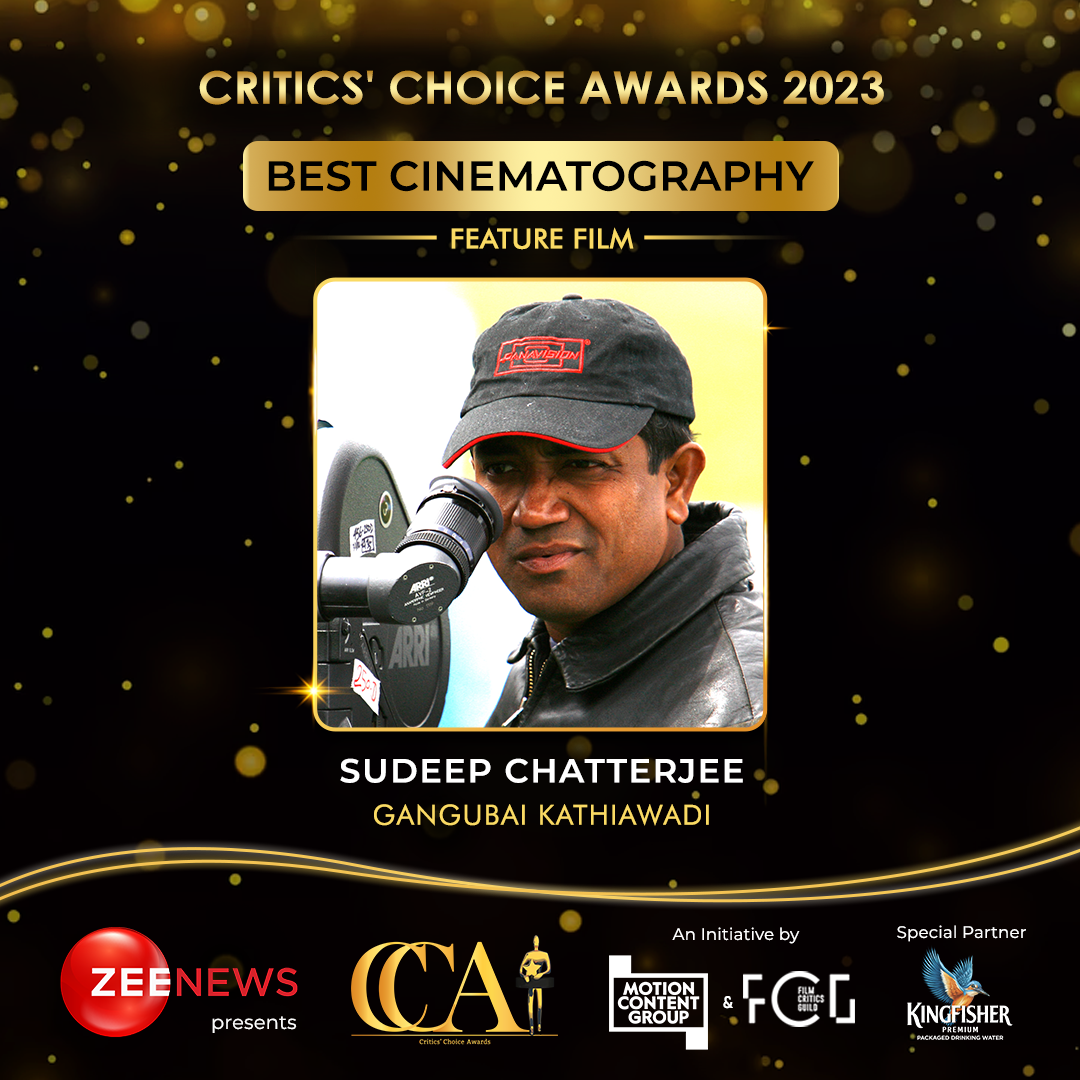 CRITICS' CHOICE AWARDS 2023
BEST CINEMATOGRAPHY
FEATURE FILM
PANAVISION
ARRI
ARRI
SUDEEP CHATTERJEE
GANGUBAI KATHIAWADI
ZEENEWS
presents
CCA
Critics' Choice Awards
An Initiative by
MOTION
CONTENT
GROUP
&
FCG
FILM
CRITICS
GUILD
Special Partner
KINGFISHER
PREMIUM
PACKAGED DRINKING WATER